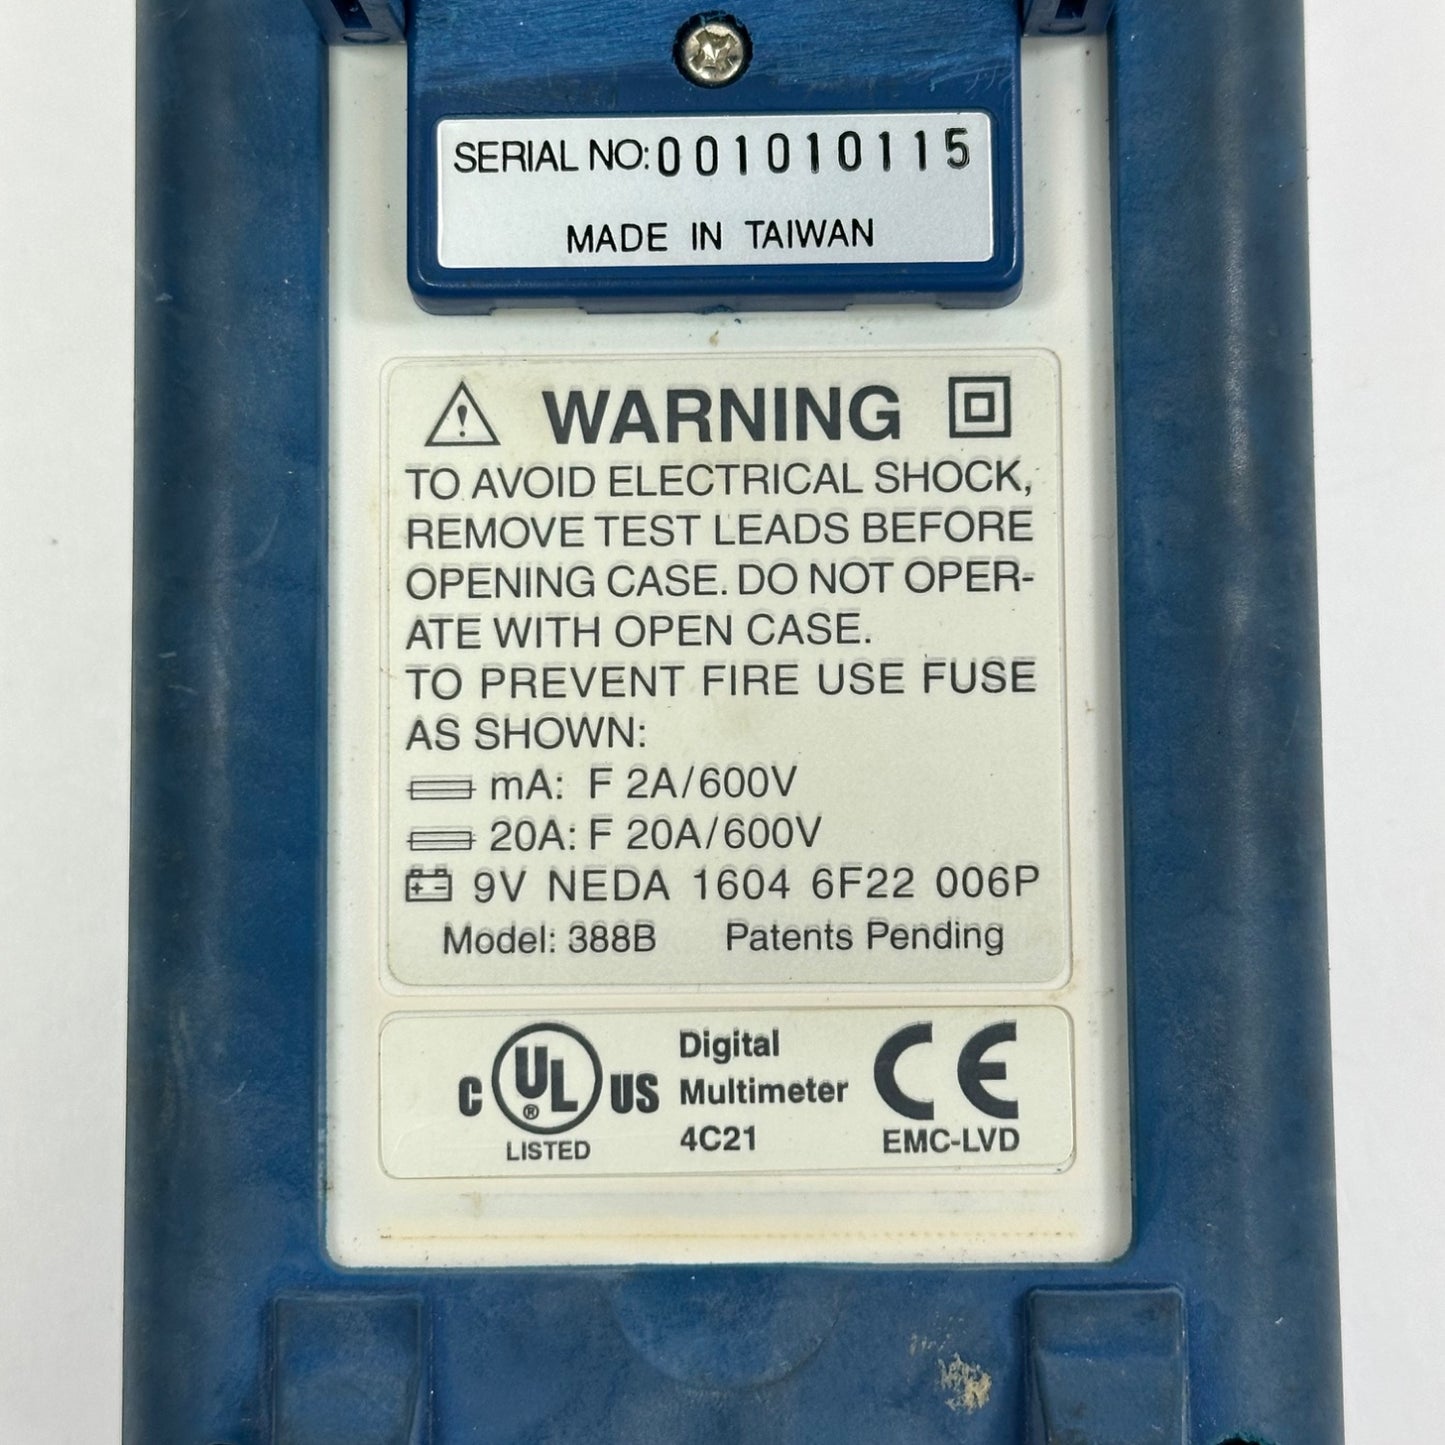 SERIAL NO: 001010115
MADE IN TAIWAN
WARNING
TO AVOID ELECTRICAL SHOCK,
REMOVE TEST LEADS BEFORE
OPENING CASE. DO NOT OPER-
ATE WITH OPEN CASE.
TO PREVENT FIRE USE FUSE
AS SHOWN:
mA: F 2A/600V
20A: F 20A/600V
9V NEDA 1604 6F22 006P
Model: 388B Patents Pending
C UL ® US
LISTED
Digital
Multimeter
4C21
CE
EMC-LVD